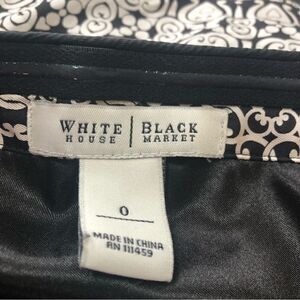 WHITE | BLACK
HOUSE | MARKET
0
MADE IN CHINA
RN 111459